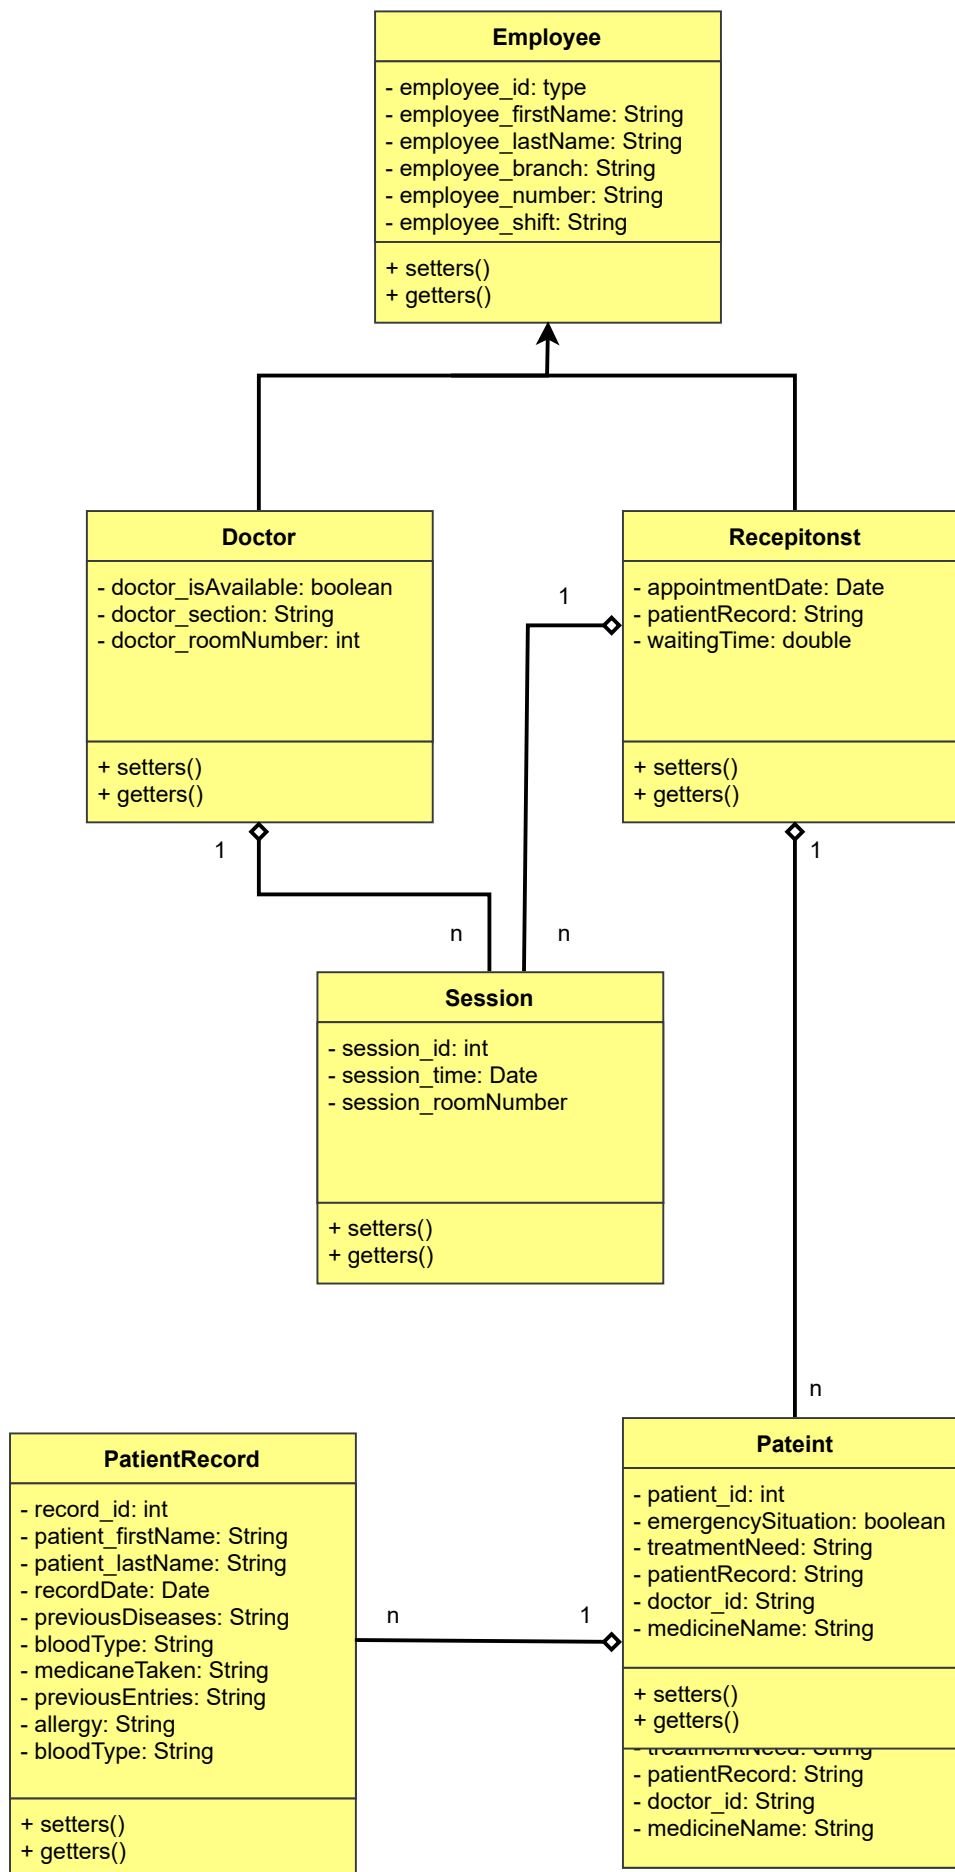 Employee
- employee_id: type
- employee_firstName: String
- employee_lastName: String
- employee_branch: String
- employee_number: String
- employee_shift: String
+ setters()
+ getters()
Doctor
- doctor_isAvailable: boolean
- doctor_section: String
- doctor_roomNumber: int
+ setters()
+ getters()
Recepitonst
- appointmentDate: Date
- patientRecord: String
- waitingTime: double
+ setters()
+ getters()
1
1
1
n
n
Session
- session_id: int
- session_time: Date
- session_roomNumber
+ setters()
+ getters()
n
PatientRecord
- record_id: int
- patient_firstName: String
- patient_lastName: String
- recordDate: Date
- previousDiseases: String
- bloodType: String
- medicaneTaken: String
- previousEntries: String
- allergy: String
- bloodType: String
+ setters()
+ getters()
n
1
Pateint
- patient_id: int
- emergencySituation: boolean
- treatmentNeed: String
- patientRecord: String
- doctor_id: String
- medicineName: String
+ setters()
+ getters()
- treatmentNeed: String
- patientRecord: String
- doctor_id: String
- medicineName: String